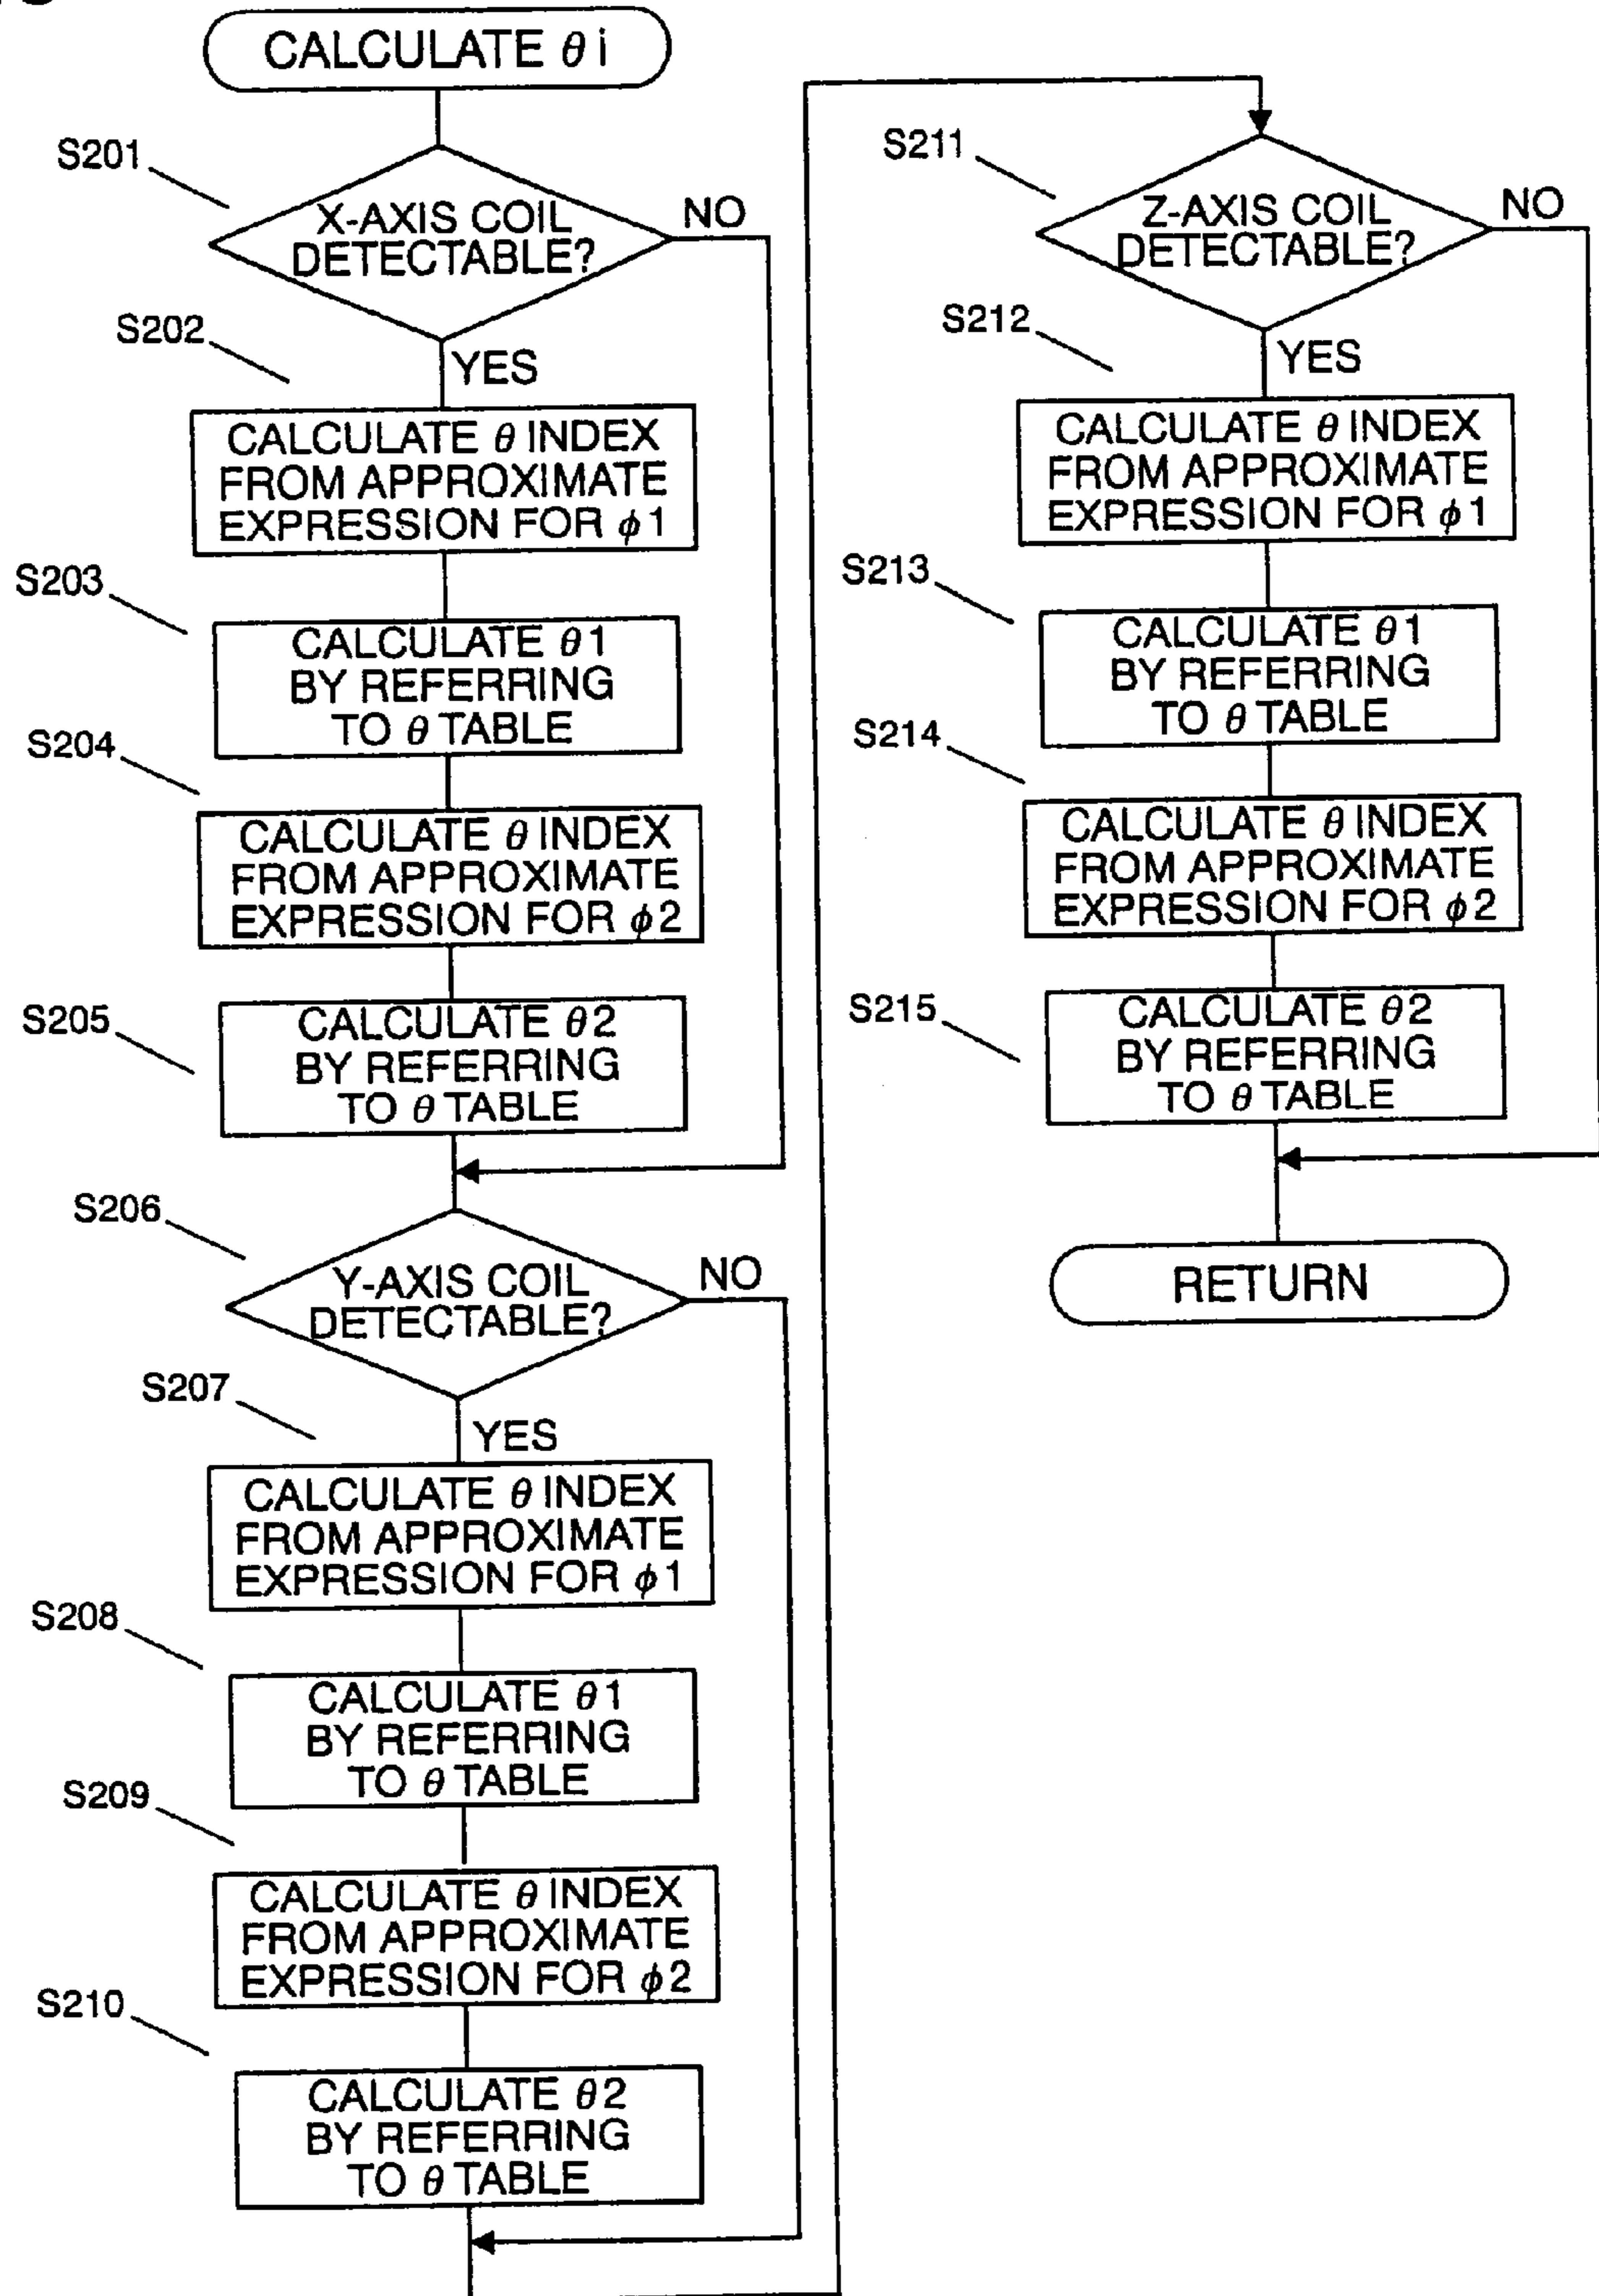 CALCULATE θ i
S201
X-AXIS COIL
DETECTABLE?
NO
S202
YES
CALCULATE θ INDEX
FROM APPROXIMATE
EXPRESSION FOR ϕ1
S203
CALCULATE θ1
BY REFERRING
TO θ TABLE
S204
CALCULATE θ INDEX
FROM APPROXIMATE
EXPRESSION FOR ϕ2
S205
CALCULATE θ2
BY REFERRING
TO θ TABLE
S206
Y-AXIS COIL
DETECTABLE?
NO
S207
YES
CALCULATE θ INDEX
FROM APPROXIMATE
EXPRESSION FOR ϕ1
S208
CALCULATE θ1
BY REFERRING
TO θ TABLE
S209
CALCULATE θ INDEX
FROM APPROXIMATE
EXPRESSION FOR ϕ2
S210
CALCULATE θ2
BY REFERRING
TO θ TABLE
S211
Z-AXIS COIL
DETECTABLE?
NO
S212
YES
CALCULATE θ INDEX
FROM APPROXIMATE
EXPRESSION FOR ϕ1
S213
CALCULATE θ1
BY REFERRING
TO θ TABLE
S214
CALCULATE θ INDEX
FROM APPROXIMATE
EXPRESSION FOR ϕ2
S215
CALCULATE θ2
BY REFERRING
TO θ TABLE
RETURN